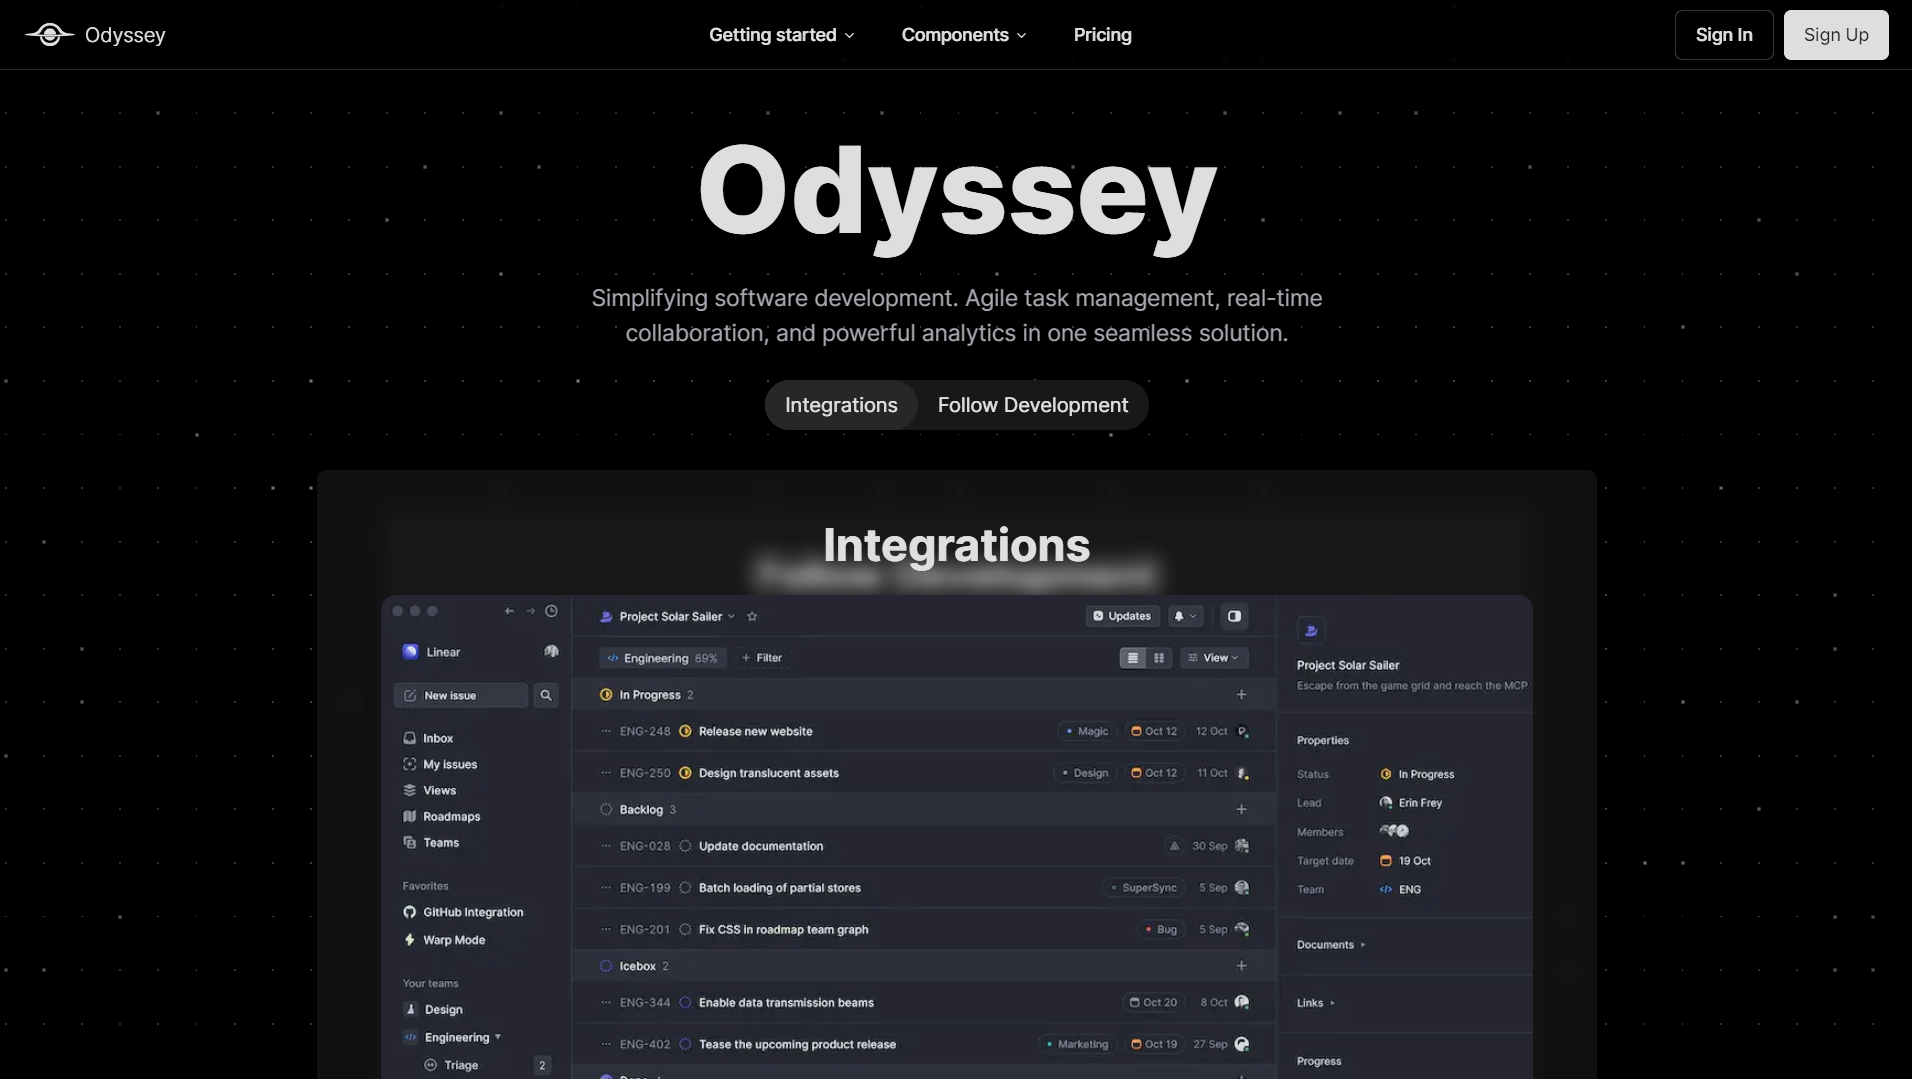 Odyssey
Getting started
Components
Pricing
Sign In
Sign Up
Odyssey
Simplifying software development. Agile task management, real-time
collaboration, and powerful analytics in one seamless solution.
Integrations
Follow Development
Integrations
Follow Development
Linear
New issue
Inbox
My issues
Views
Roadmaps
Teams
Favorites
GitHub Integration
Warp Mode
Your teams
Design
Engineering
Triage 2
Project Solar Sailer
Updates
Engineering 89%
+ Filter
View
In Progress 2
ENG-248 Release new website Magic Oct 12 12 Oct
ENG-250 Design translucent assets Design Oct 12 11 Oct
Backlog 3
ENG-028 Update documentation 30 Sep
ENG-199 Batch loading of partial stores SuperSync 5 Sep
ENG-201 Fix CSS in roadmap team graph Bug 5 Sep
Icebox 2
ENG-344 Enable data transmission beams Oct 20 8 Oct
ENG-402 Tease the upcoming product release Marketing Oct 19 27 Sep
Project Solar Sailer
Escape from the game grid and reach the MCP
Properties
Status In Progress
Lead Erin Frey
Members
Target date 19 Oct
Team ENG
Documents
Links
Progress